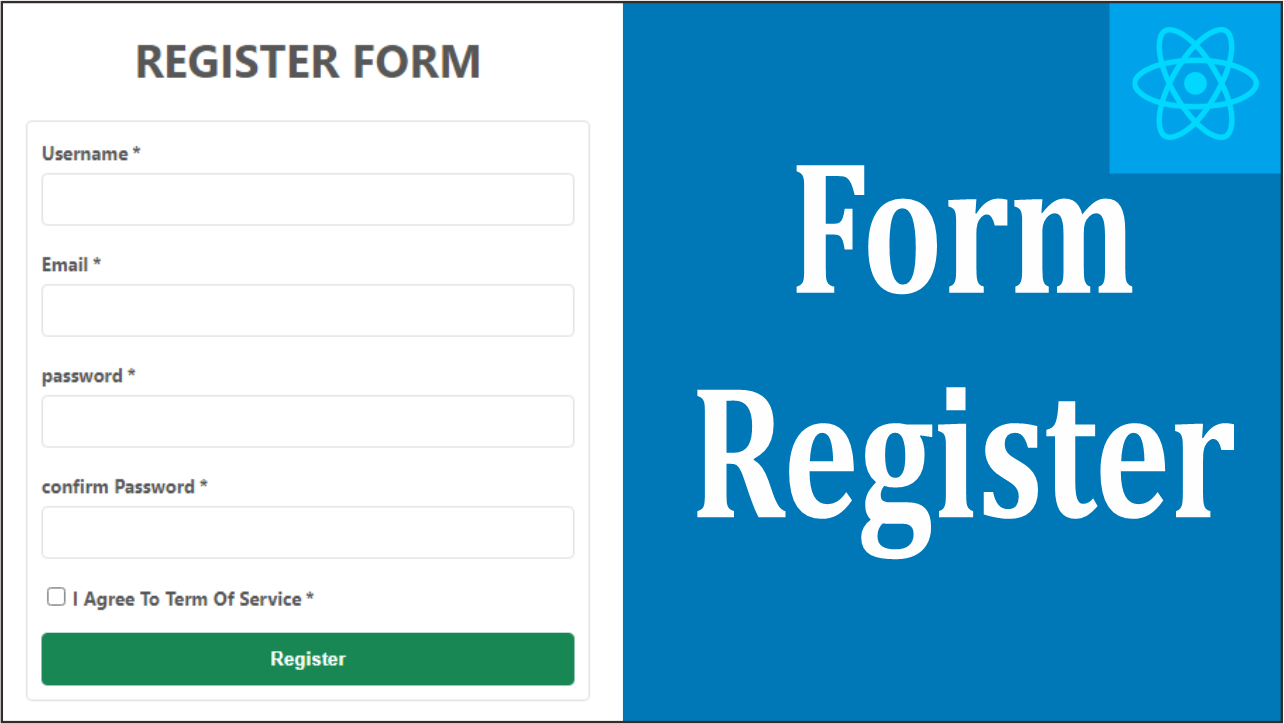 REGISTER FORM
Username *
Email *
password *
confirm Password *
I Agree To Term Of Service *
Register
Form
Register